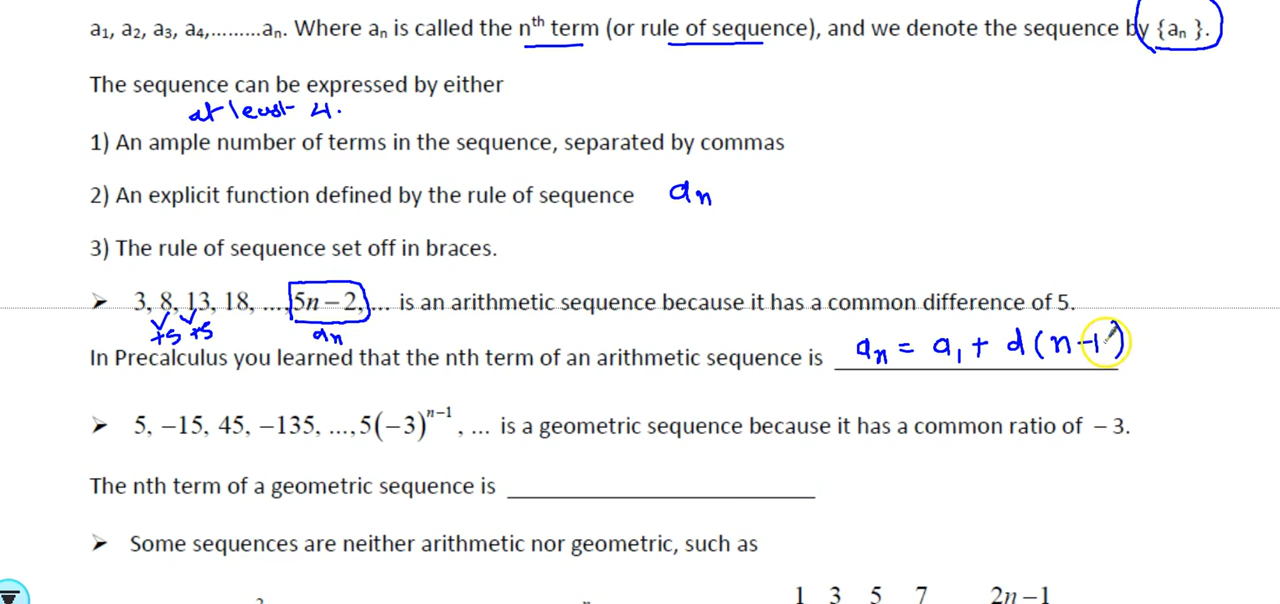 a₁, a₂, a₃, a₄,.........aₙ. Where aₙ is called the nᵗʰ term (or rule of sequence), and we denote the sequence by {aₙ }.
The sequence can be expressed by either
at least 4.
1) An ample number of terms in the sequence, separated by commas
2) An explicit function defined by the rule of sequence aₙ
3) The rule of sequence set off in braces.
➢ 3, 8, 13, 18, ..., 5n − 2, ... is an arithmetic sequence because it has a common difference of 5.
+5 +5 aₙ
In Precalculus you learned that the nth term of an arithmetic sequence is aₙ = a₁ + d(n-1)
➢ 5, −15, 45, −135, ..., 5(−3)ⁿ⁻¹, ... is a geometric sequence because it has a common ratio of − 3.
The nth term of a geometric sequence is ______________
➢ Some sequences are neither arithmetic nor geometric, such as
1 3 5 7 2n − 1